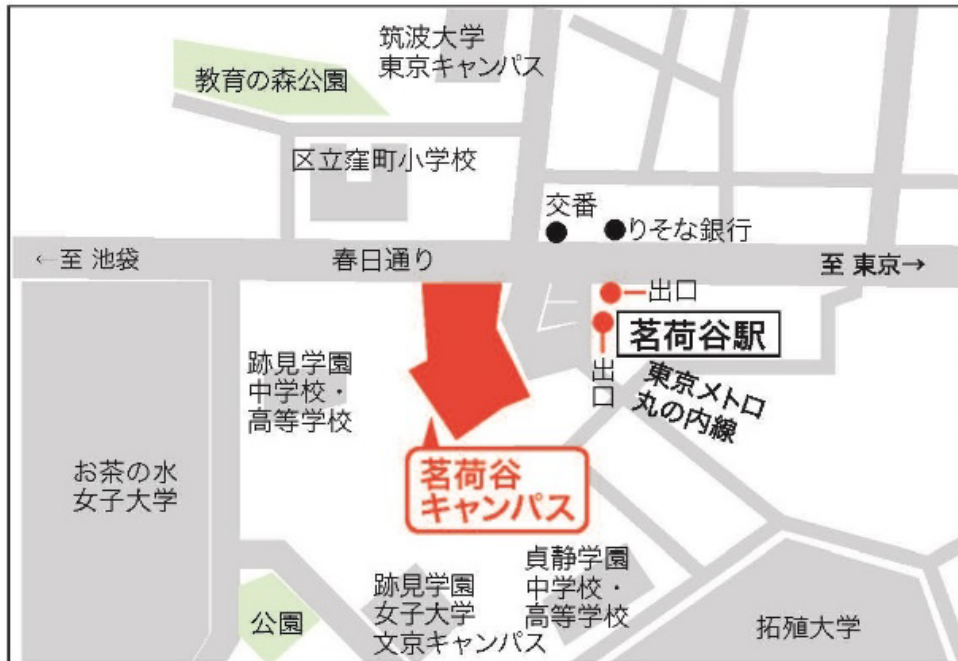 筑波大学
東京キャンパス
教育の森公園
区立窪町小学校
交番
りそな銀行
←至 池袋
春日通り
至 東京→
出口
茗荷谷駅
出口
東京メトロ
丸の内線
跡見学園
中学校・
高等学校
茗荷谷
キャンパス
お茶の水
女子大学
公園
跡見学園
女子大学
文京キャンパス
貞静学園
中学校・
高等学校
拓殖大学